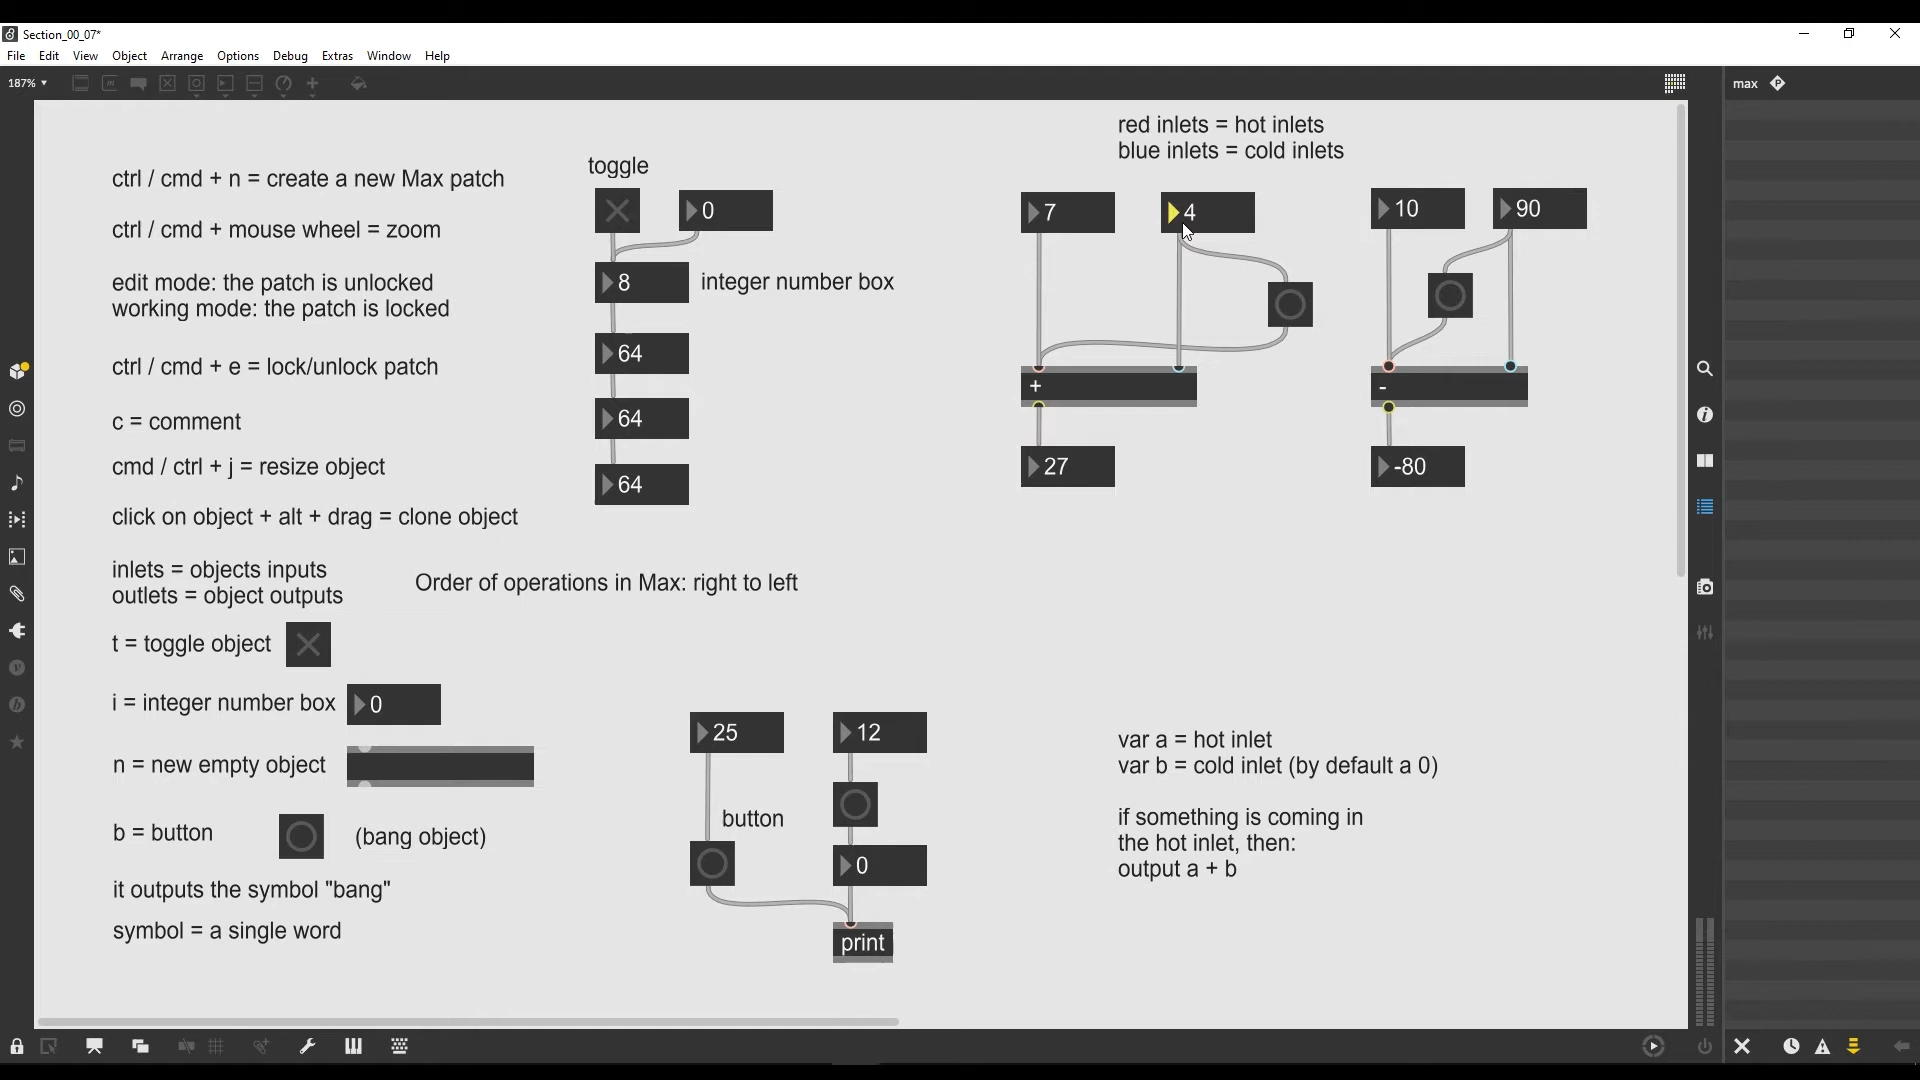 Section_00_07*
File Edit View Object Arrange Options Debug Extras Window Help
187%
max
red inlets = hot inlets
blue inlets = cold inlets
toggle
ctrl / cmd + n = create a new Max patch
0
7
4
10
90
ctrl / cmd + mouse wheel = zoom
edit mode: the patch is unlocked
working mode: the patch is locked
8
integer number box
64
ctrl / cmd + e = lock/unlock patch
+
-
c = comment
64
cmd / ctrl + j = resize object
64
27
-80
click on object + alt + drag = clone object
inlets = objects inputs
outlets = object outputs
Order of operations in Max: right to left
t = toggle object
i = integer number box
0
n = new empty object
25
12
var a = hot inlet
var b = cold inlet (by default a 0)
b = button
(bang object)
button
if something is coming in
the hot inlet, then:
output a + b
0
it outputs the symbol "bang"
symbol = a single word
print